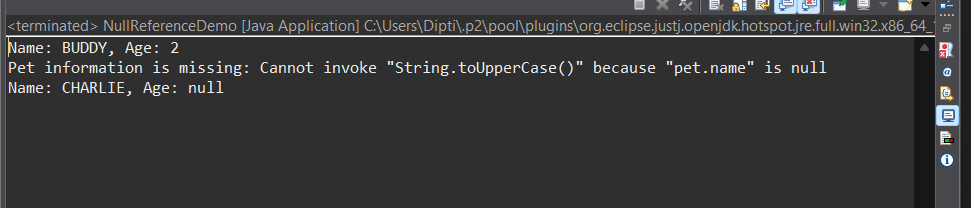 <terminated> NullReferenceDemo [Java Application] C:\Users\Dipti\.p2\pool\plugins\org.eclipse.justj.openjdk.hotspot.jre.full.win32.x86_64_
Name: BUDDY, Age: 2
Pet information is missing: Cannot invoke "String.toUpperCase()" because "pet.name" is null
Name: CHARLIE, Age: null